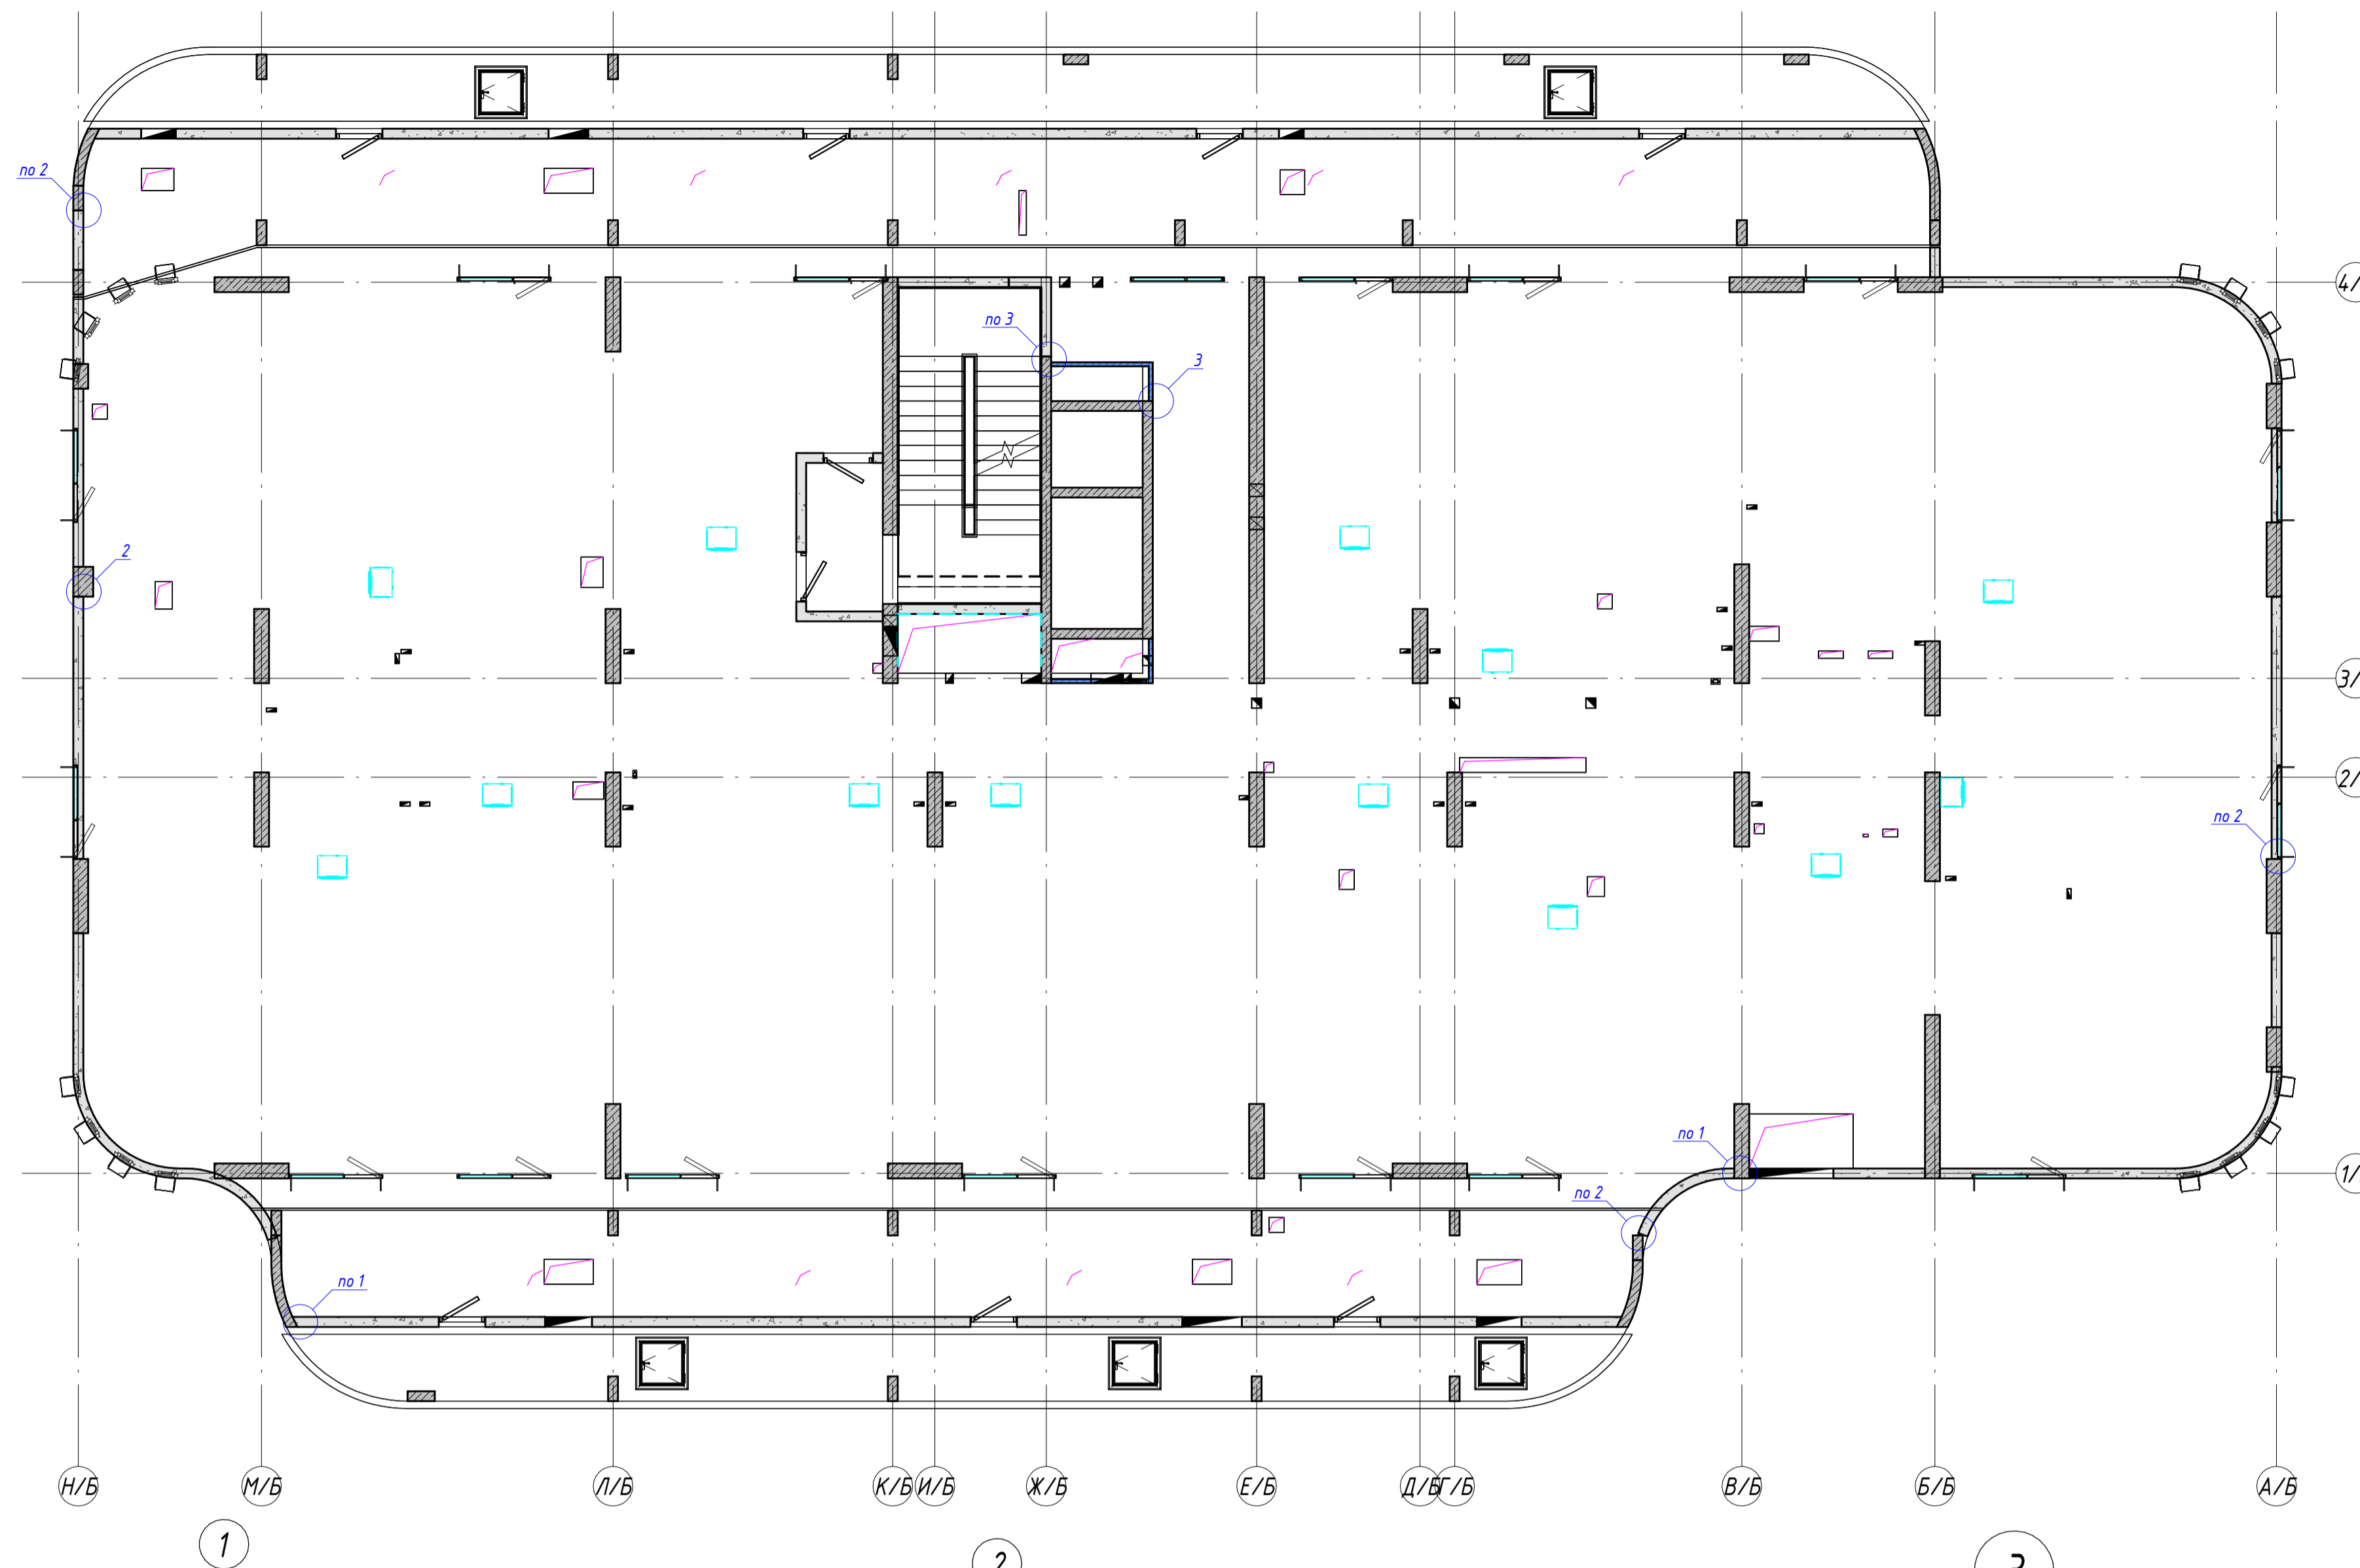 по 2
по 3
3
4/
2
3/
2/
по 2
по 1
1/
по 2
по 1
Н/Б
М/Б
Л/Б
К/Б
И/Б
Ж/Б
Е/Б
Д/Б
Г/Б
В/Б
Б/Б
А/Б
1
2